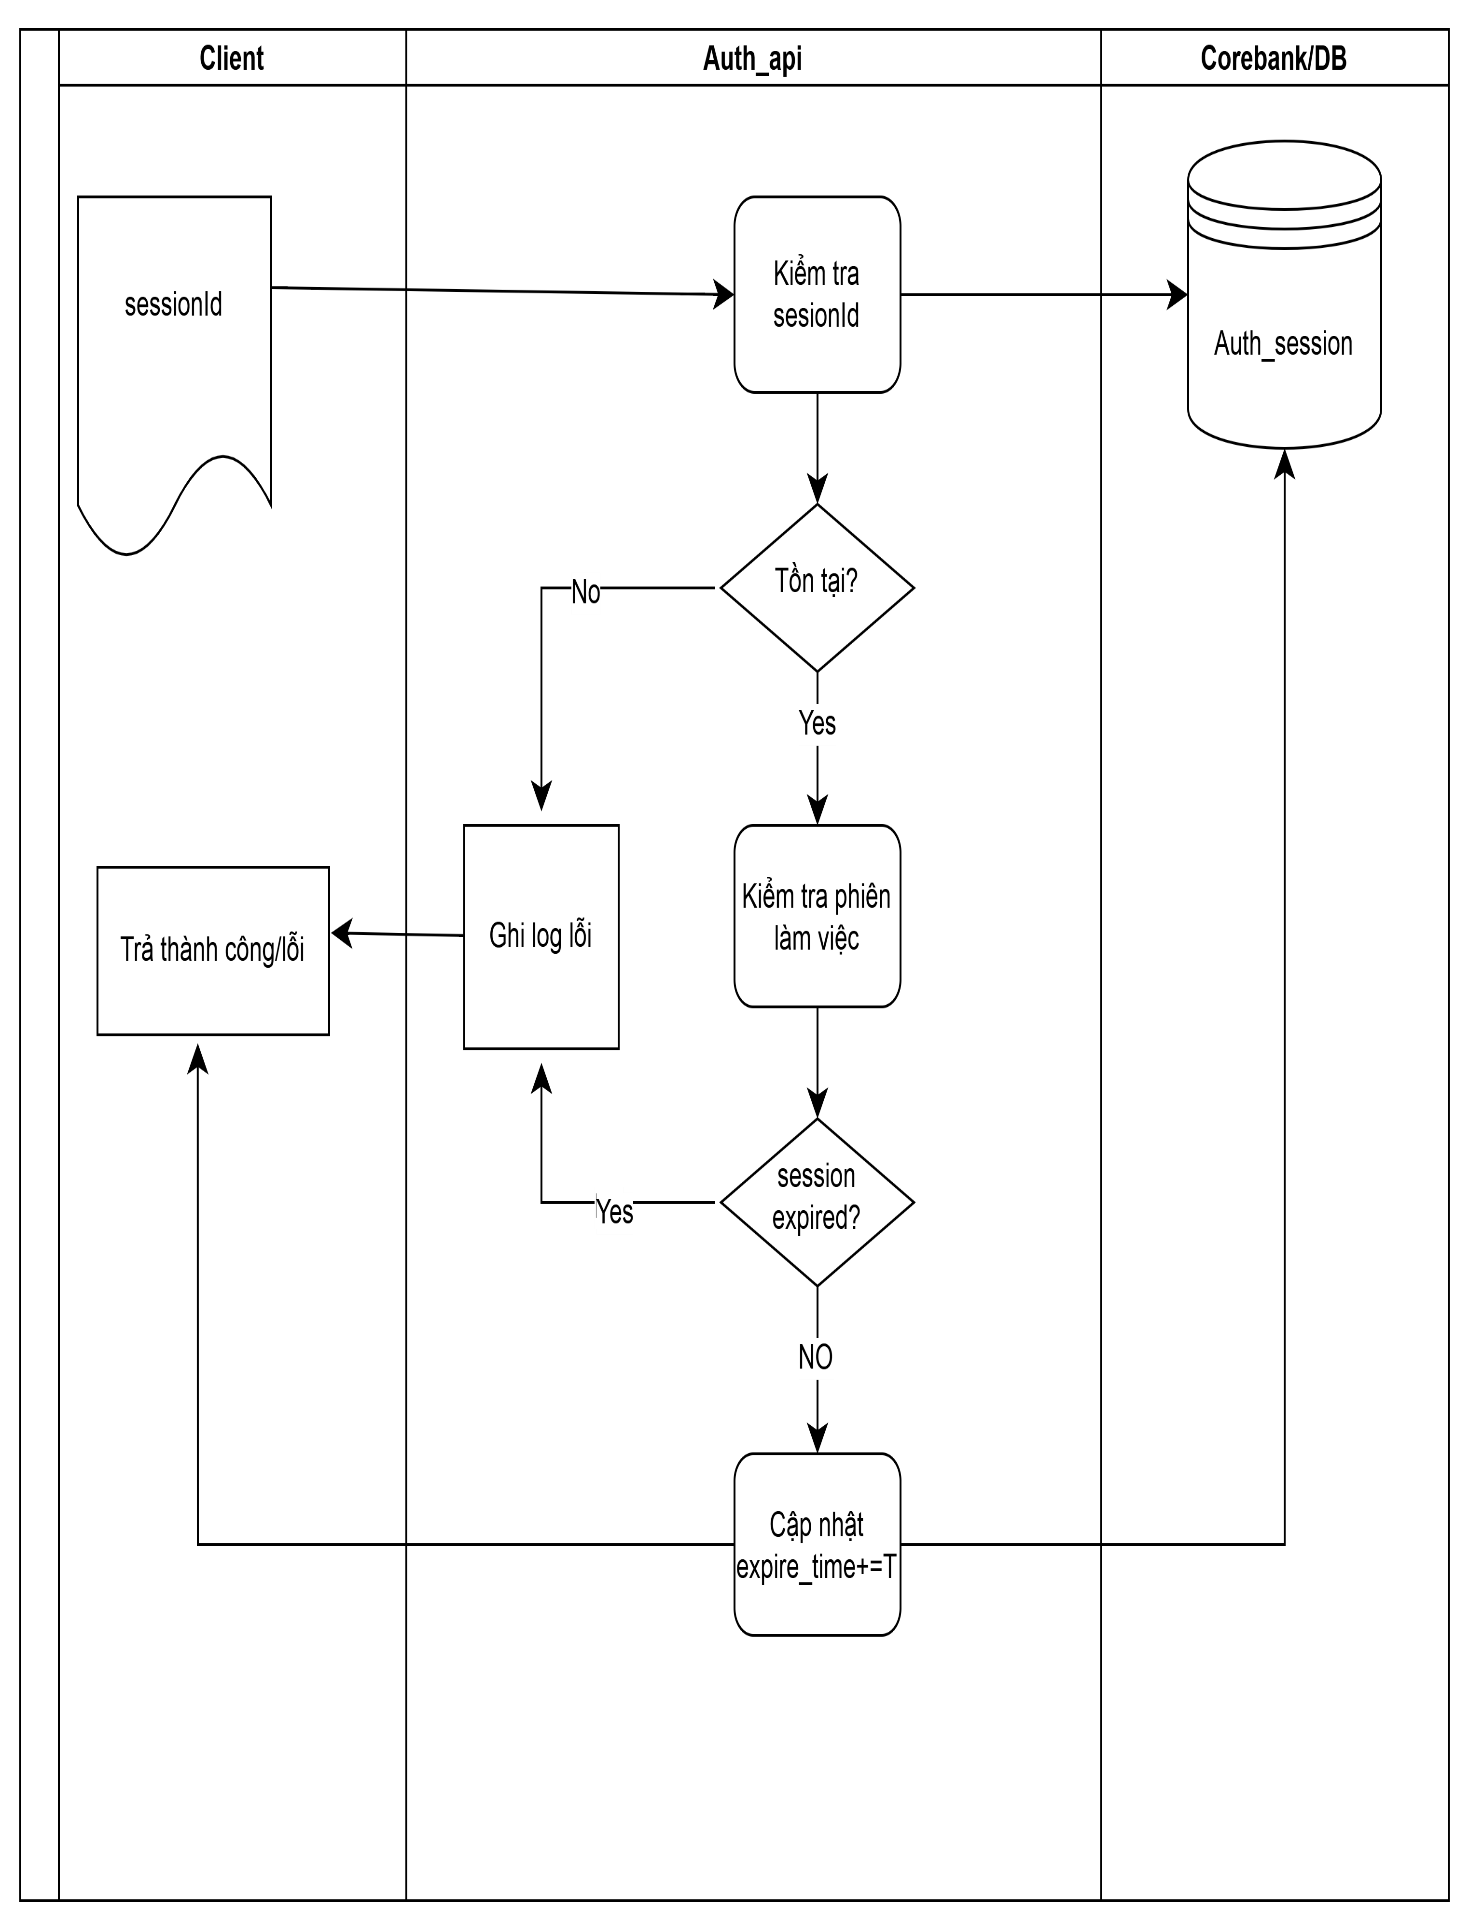 Client
Auth_api
Corebank/DB
sessionId
Kiểm tra
sesionId
Auth_session
Tồn tại?
No
Yes
Kiểm tra phiên
làm việc
Ghi log lỗi
Trả thành công/lỗi
session
expired?
Yes
NO
Cập nhật
expire_time+=T